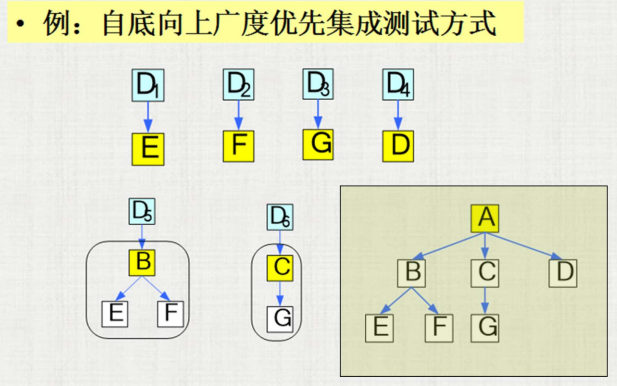 • 例：自底向上广度优先集成测试方式
D1 D2 D3 D4
E F G D
D5 D6
B C
E F G
A
B C D
E F G